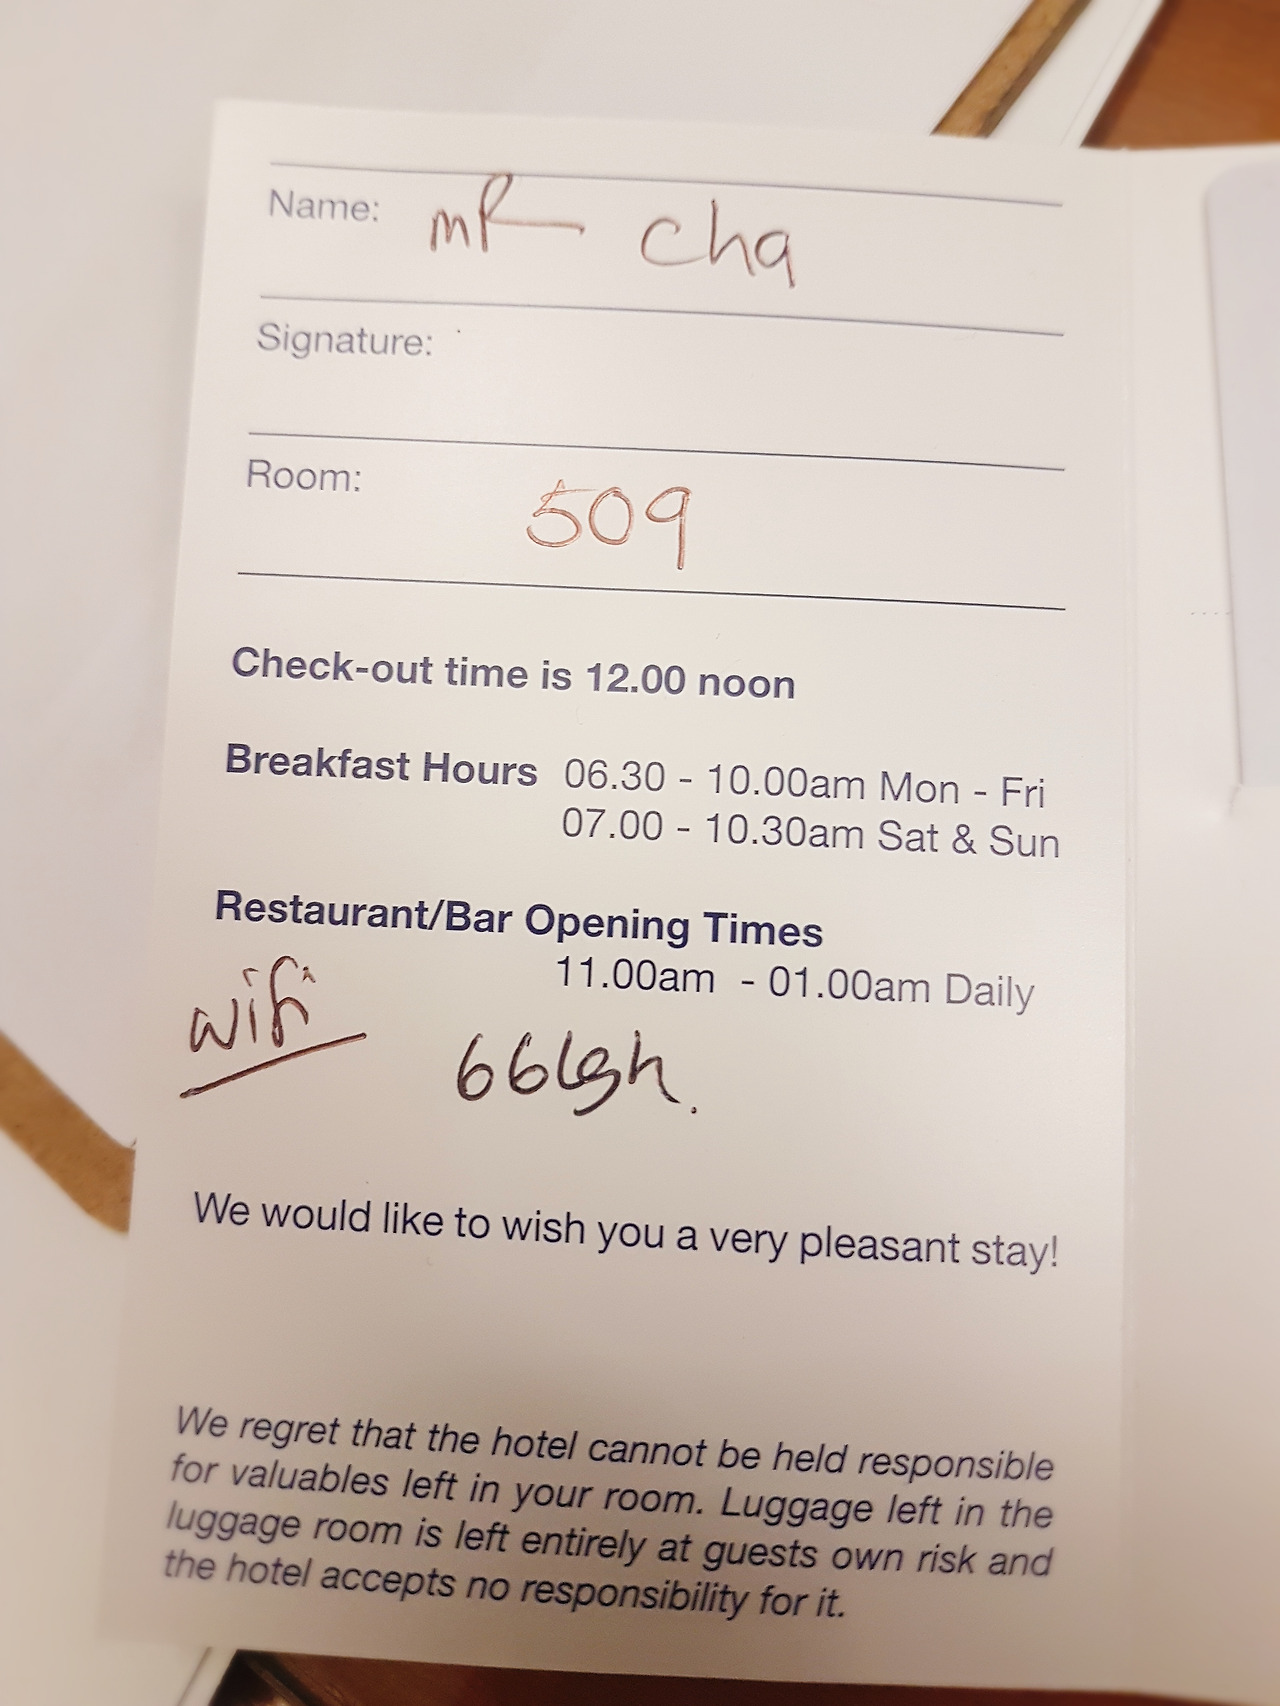 Name: mR cha
Signature:
Room: 509
Check-out time is 12.00 noon
Breakfast Hours 06.30 - 10.00am Mon - Fri
07.00 - 10.30am Sat & Sun
Restaurant/Bar Opening Times
11.00am - 01.00am Daily
wifi 66lgh.
We would like to wish you a very pleasant stay!
We regret that the hotel cannot be held responsible
for valuables left in your room. Luggage left in the
luggage room is left entirely at guests own risk and
the hotel accepts no responsibility for it.